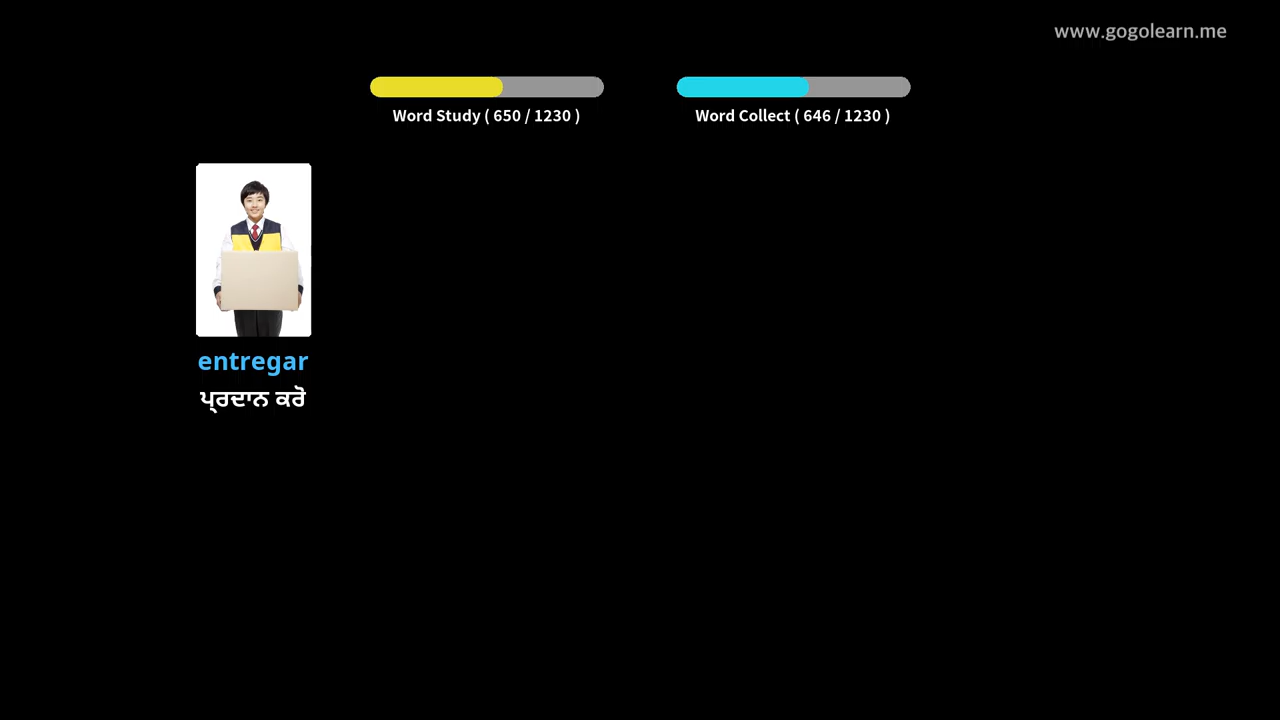 www.gogolearn.me
Word Study ( 650 / 1230 )
Word Collect ( 646 / 1230 )
entregar
ਪ੍ਰਦਾਨ ਕਰੋ